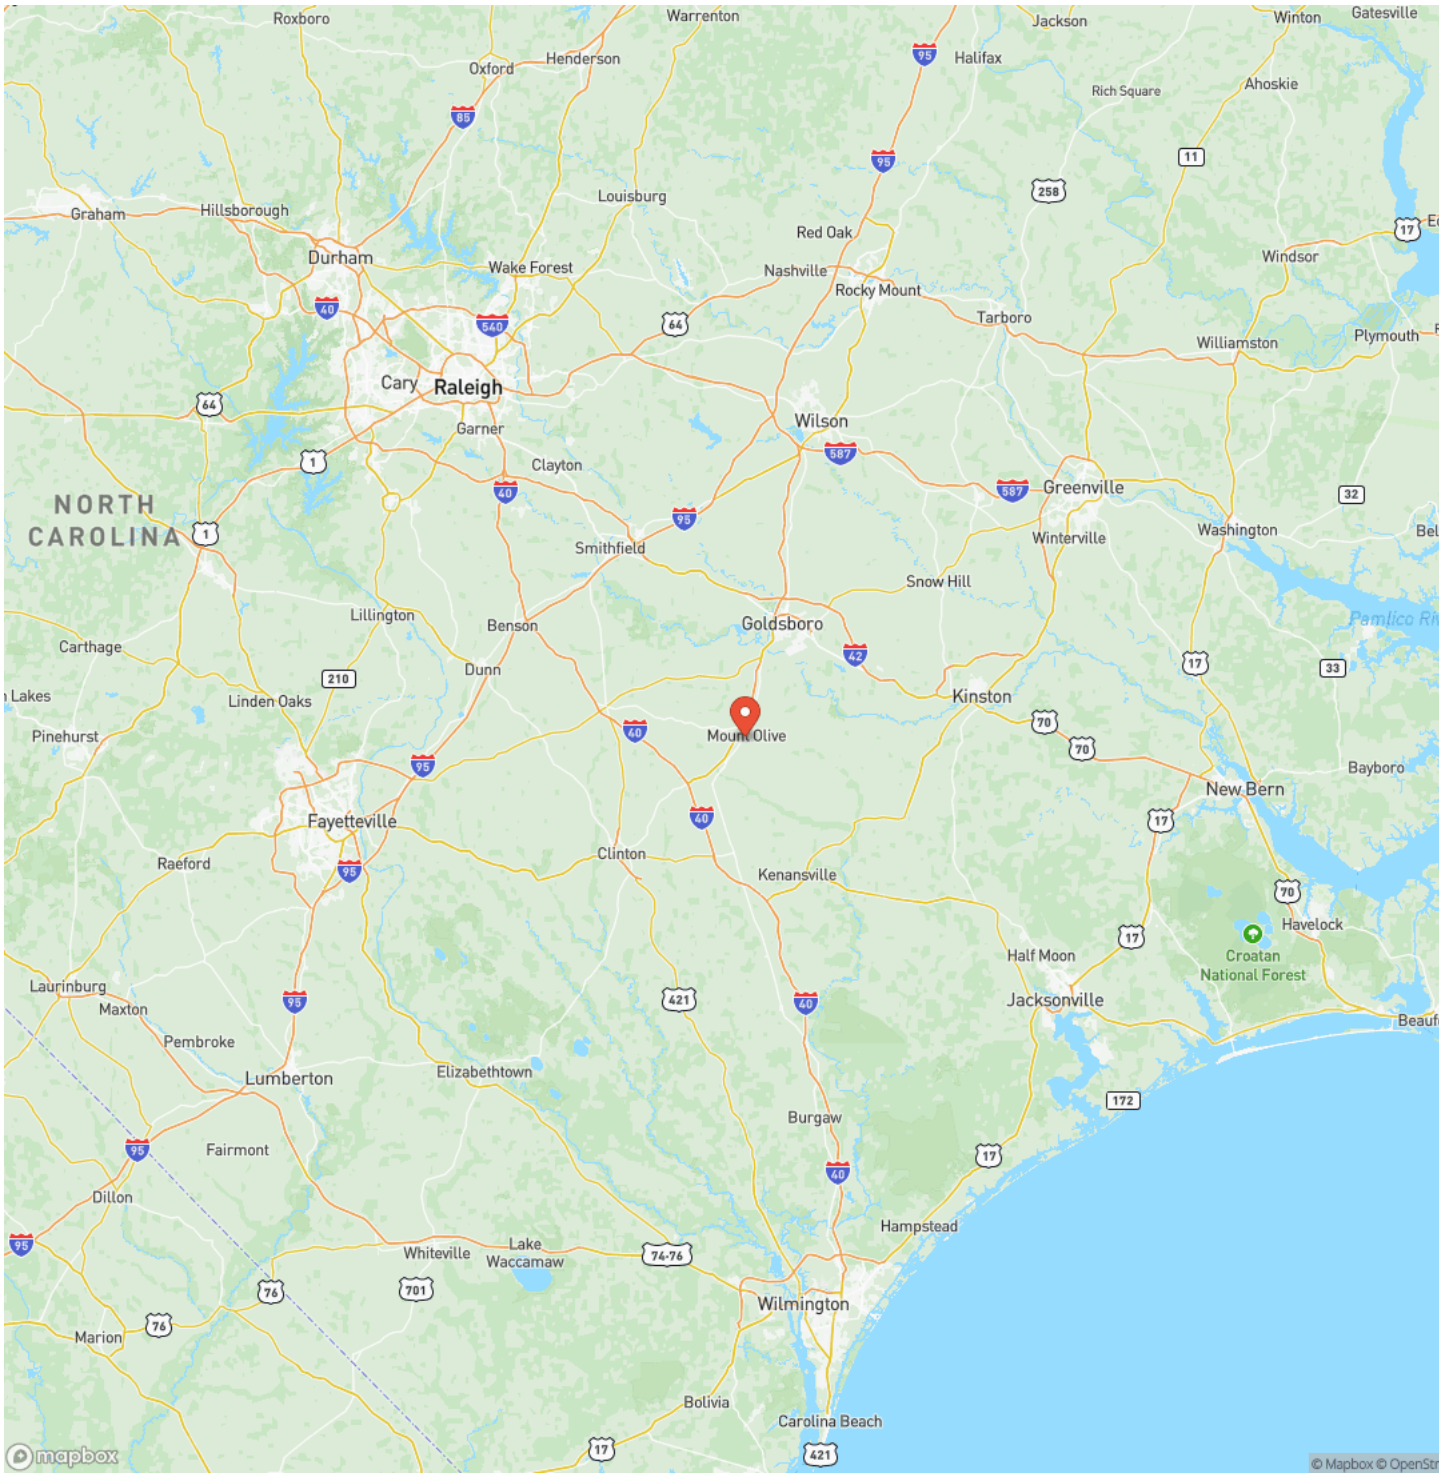 Roxboro
Warrenton
Jackson
Winton
Gatesville
Oxford
Henderson
95
Halifax
Rich Square
Ahoskie
85
95
11
258
Louisburg
Graham
Hillsborough
Red Oak
17
Durham
Wake Forest
Nashville
Windsor
Rocky Mount
40
540
64
Tarboro
Williamston
Plymouth
Cary
Raleigh
64
Wilson
Garner
587
1
Clayton
40
587
Greenville
32
NORTH
CAROLINA
1
95
Washington
Bel
Smithfield
Winterville
Snow Hill
Lillington
Benson
Goldsboro
Pamlico Riv
Carthage
42
17
33
Dunn
210
n Lakes
Linden Oaks
Kinston
Pinehurst
40
Mount Olive
70
70
95
Bayboro
New Bern
Fayetteville
40
17
Raeford
95
Clinton
Kenansville
70
Havelock
17
Half Moon
Croatan
National Forest
Laurinburg
Maxton
95
421
40
Jacksonville
Beauf
Pembroke
Lumberton
Elizabethtown
172
Burgaw
95
Fairmont
17
40
Dillon
Hampstead
95
Whiteville
Lake
Waccamaw
74-76
76
701
Wilmington
76
Marion
Bolivia
Carolina Beach
17
421
mapbox
© Mapbox © OpenStr